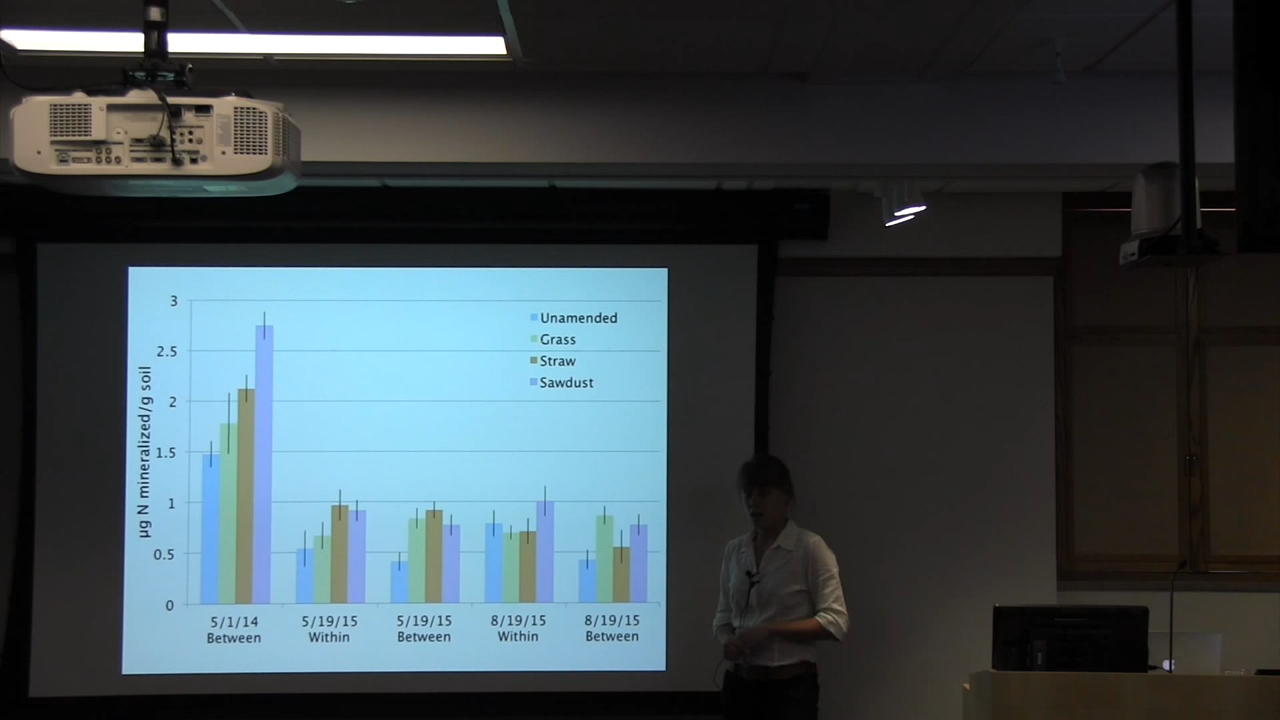 3
2.5
2
1.5
1
0.5
0
µg N mineralized/g soil
Unamended
Grass
Straw
Sawdust
5/1/14
Between
5/19/15
Within
5/19/15
Between
8/19/15
Within
8/19/15
Between